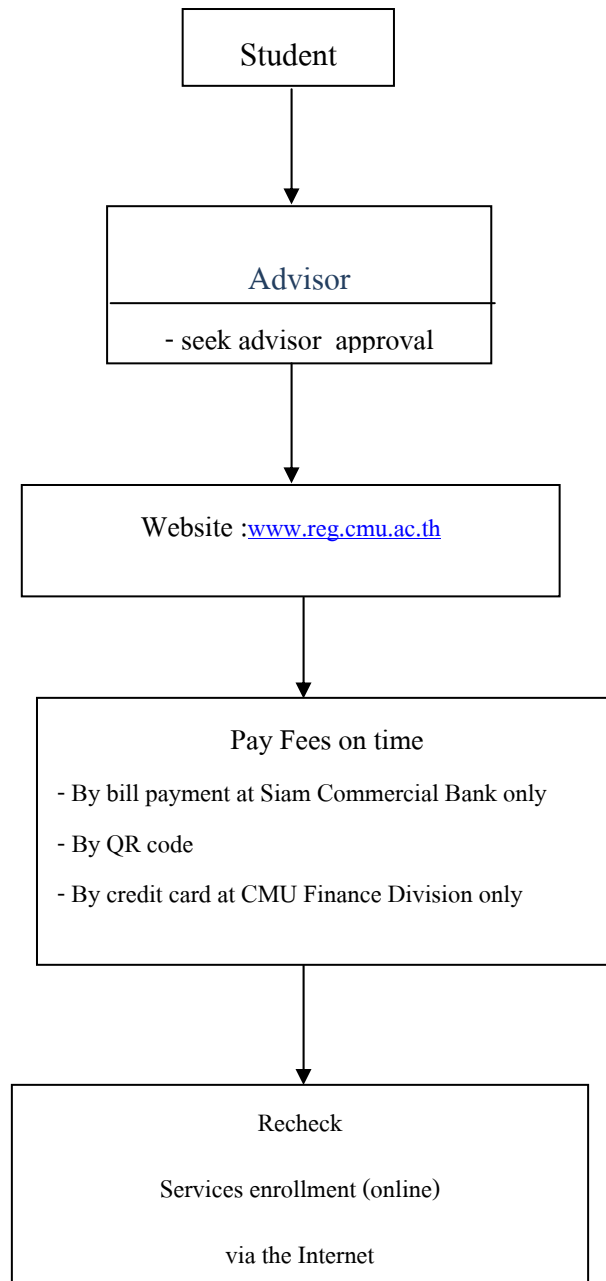 Student
Advisor
- seek advisor approval
Website :www.reg.cmu.ac.th
Pay Fees on time
- By bill payment at Siam Commercial Bank only
- By QR code
- By credit card at CMU Finance Division only
Recheck
Services enrollment (online)
via the Internet